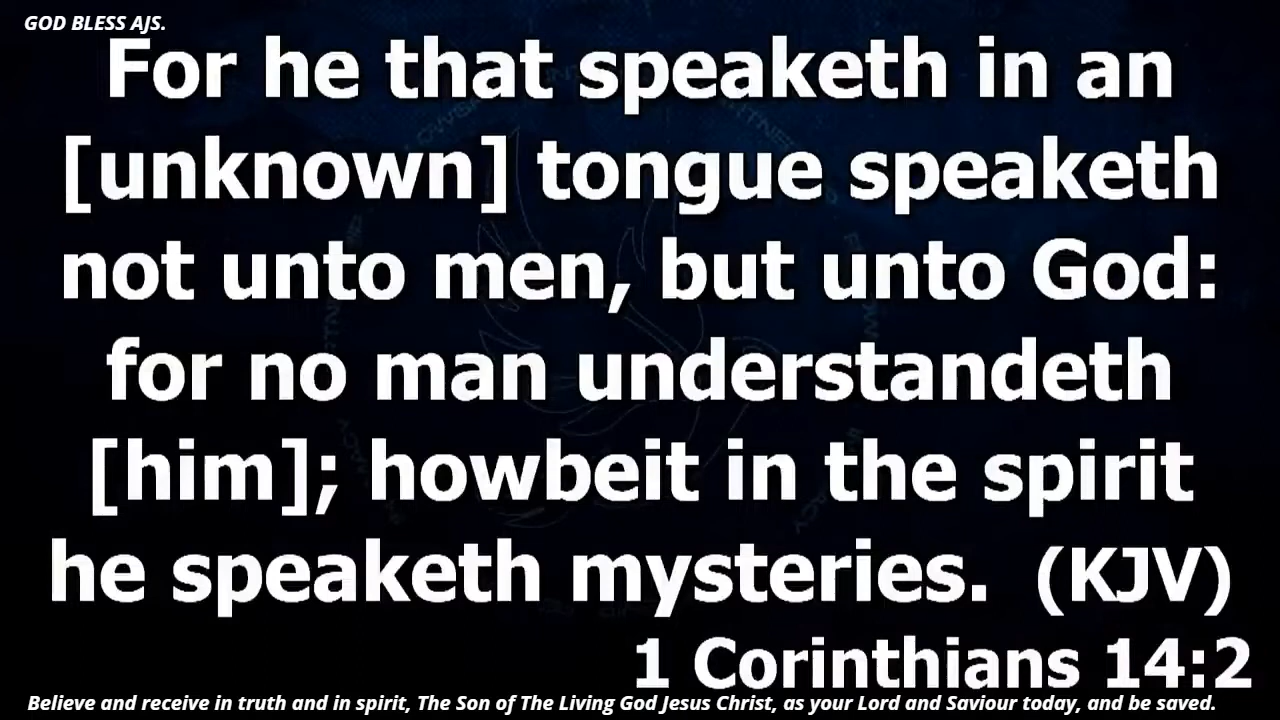 GOD BLESS AJS.
For he that speaketh in an
[unknown] tongue speaketh
not unto men, but unto God:
for no man understandeth
[him]; howbeit in the spirit
he speaketh mysteries. (KJV)
1 Corinthians 14:2
Believe and receive in truth and in spirit, The Son of The Living God Jesus Christ, as your Lord and Saviour today, and be saved.